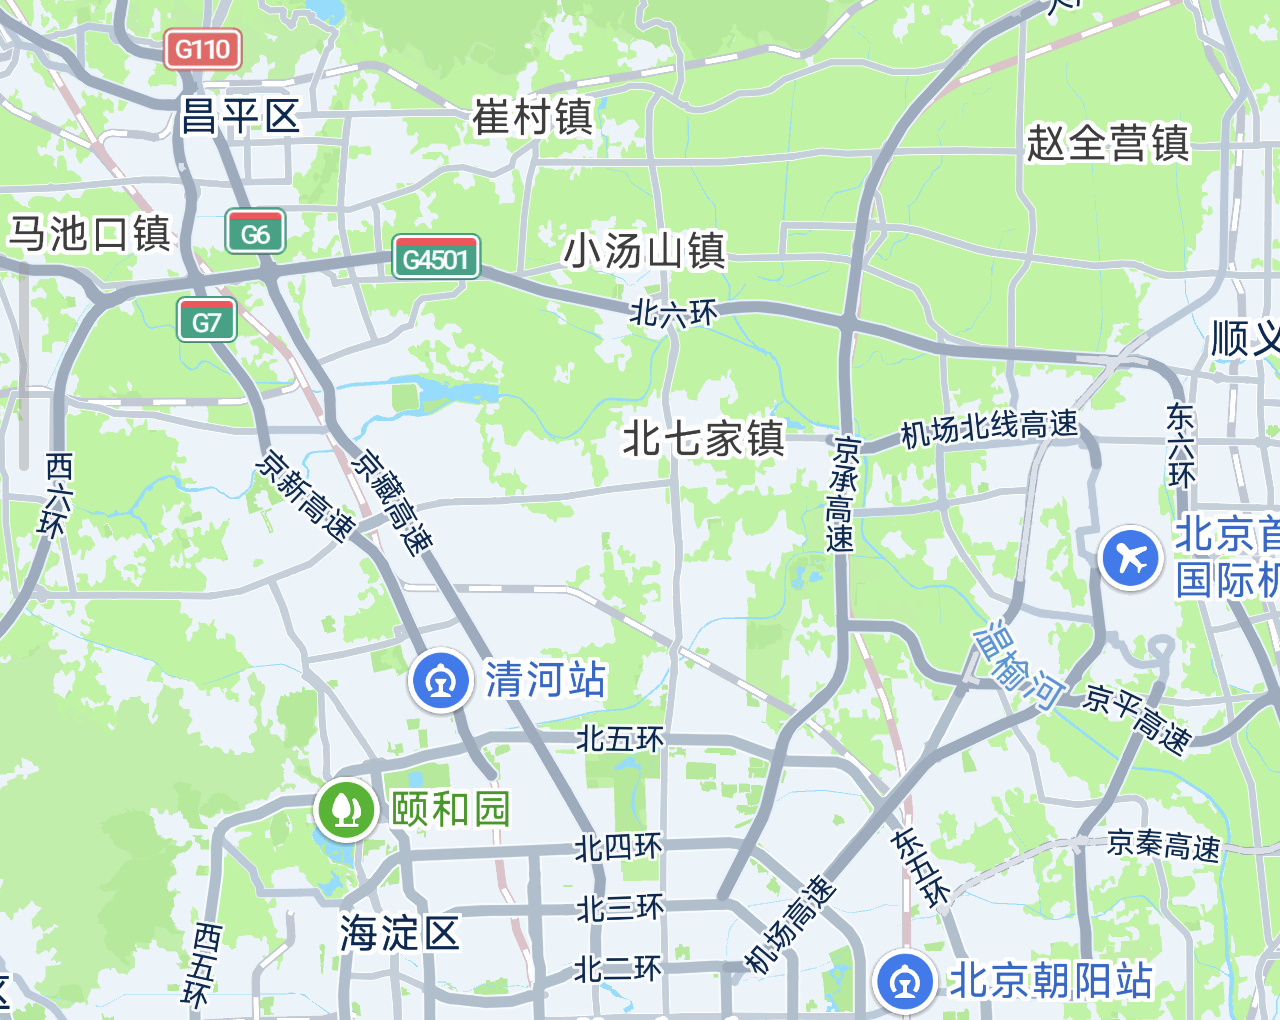 G110
昌平区
崔村镇
赵全营镇
马池口镇
G6
G4501
小汤山镇
北六环
G7
顺义
西六环
京新高速
京藏高速
北七家镇
京承高速
机场北线高速
东六环
北京首
国际机
温榆河
京平高速
清河站
北五环
颐和园
北四环
东五环
京秦高速
北三环
机场高速
海淀区
西五环
北二环
北京朝阳站
区